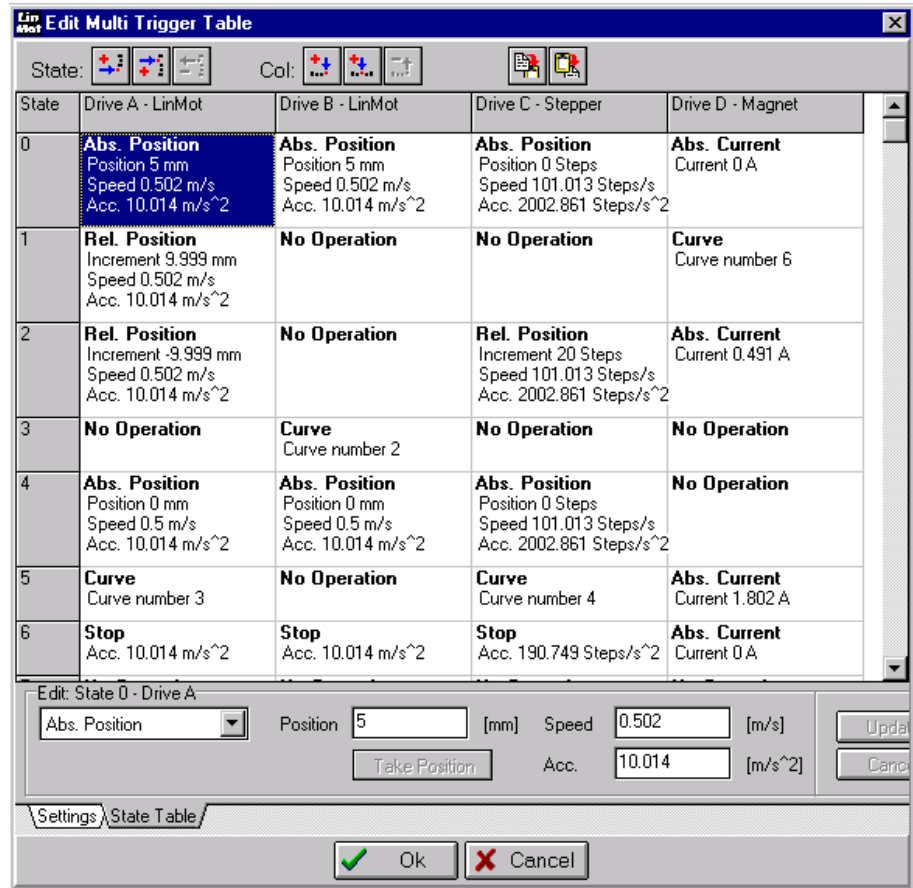 Lin Mot Edit Multi Trigger Table
State: Col:
State Drive A - LinMot Drive B - LinMot Drive C - Stepper Drive D - Magnet
0 Abs. Position Abs. Position Abs. Position Abs. Current
Position 5 mm Position 5 mm Position 0 Steps Current 0 A
Speed 0.502 m/s Speed 0.502 m/s Speed 101.013 Steps/s
Acc. 10.014 m/s^2 Acc. 10.014 m/s^2 Acc. 2002.861 Steps/s^2
1 Rel. Position No Operation No Operation Curve
Increment 9.999 mm Curve number 6
Speed 0.502 m/s
Acc. 10.014 m/s^2
2 Rel. Position No Operation Rel. Position Abs. Current
Increment -9.999 mm Increment 20 Steps Current 0.491 A
Speed 0.502 m/s Speed 101.013 Steps/s
Acc. 10.014 m/s^2 Acc. 2002.861 Steps/s^2
3 No Operation Curve No Operation No Operation
Curve number 2
4 Abs. Position Abs. Position Abs. Position No Operation
Position 0 mm Position 0 mm Position 0 Steps
Speed 0.5 m/s Speed 0.5 m/s Speed 101.013 Steps/s
Acc. 10.014 m/s^2 Acc. 10.014 m/s^2 Acc. 2002.861 Steps/s^2
5 Curve No Operation Curve Abs. Current
Curve number 3 Curve number 4 Current 1.802 A
6 Stop Stop Stop Abs. Current
Acc. 10.014 m/s^2 Acc. 10.014 m/s^2 Acc. 190.749 Steps/s^2 Current 0 A
Edit: State 0 - Drive A
Abs. Position Position 5 [mm] Speed 0.502 [m/s] Updat
Take Position Acc. 10.014 [m/s^2] Canc
Settings State Table
Ok Cancel